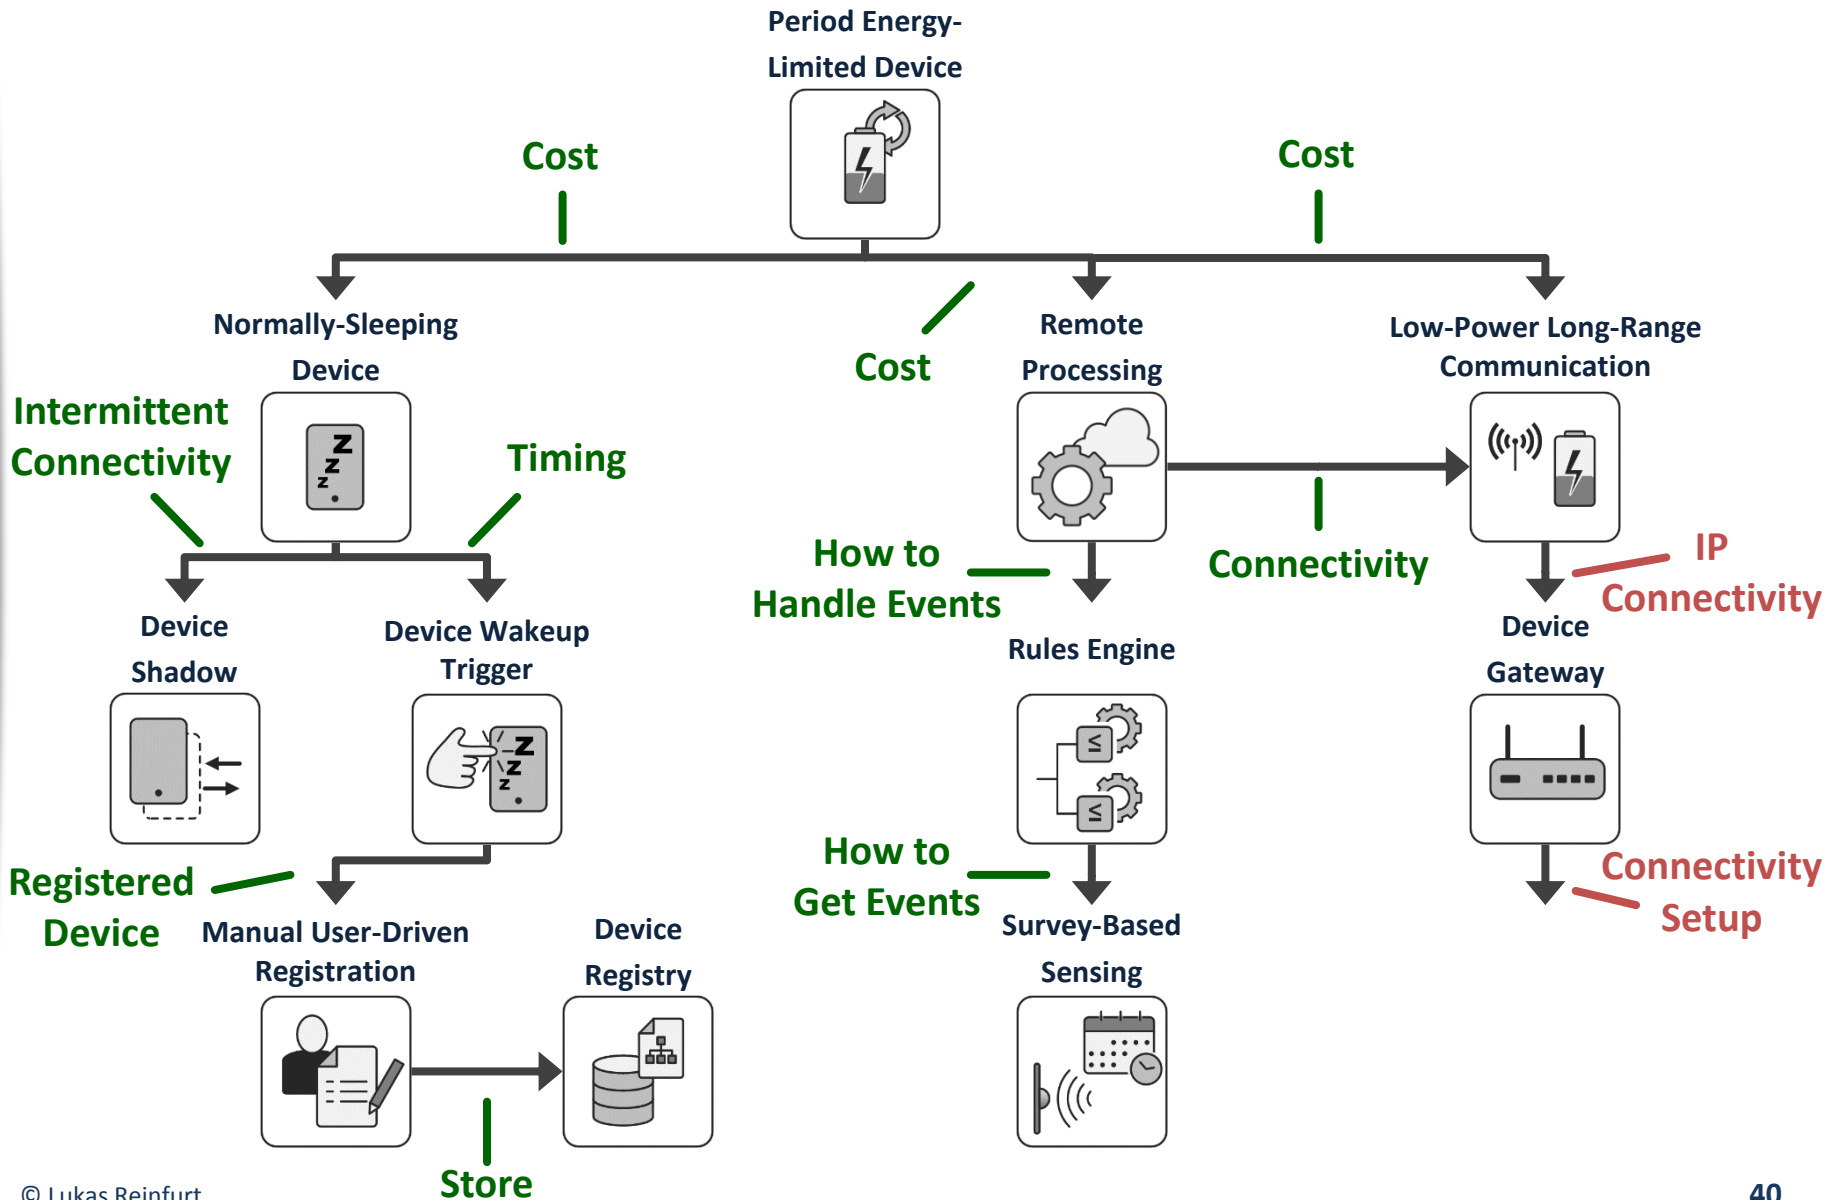 Period Energy-
Limited Device
Cost
Cost
Normally-Sleeping
Device
Cost
Remote
Processing
Low-Power Long-Range
Communication
Intermittent
Connectivity
Timing
z
z
z
How to
Handle Events
Connectivity
IP
Connectivity
Device
Shadow
Device Wakeup
Trigger
Rules Engine
Device
Gateway
z
z
z
≤
≤
Registered
Device
How to
Get Events
Connectivity
Setup
Manual User-Driven
Registration
Device
Registry
Survey-Based
Sensing
Store
© Lukas Reinfurt
40